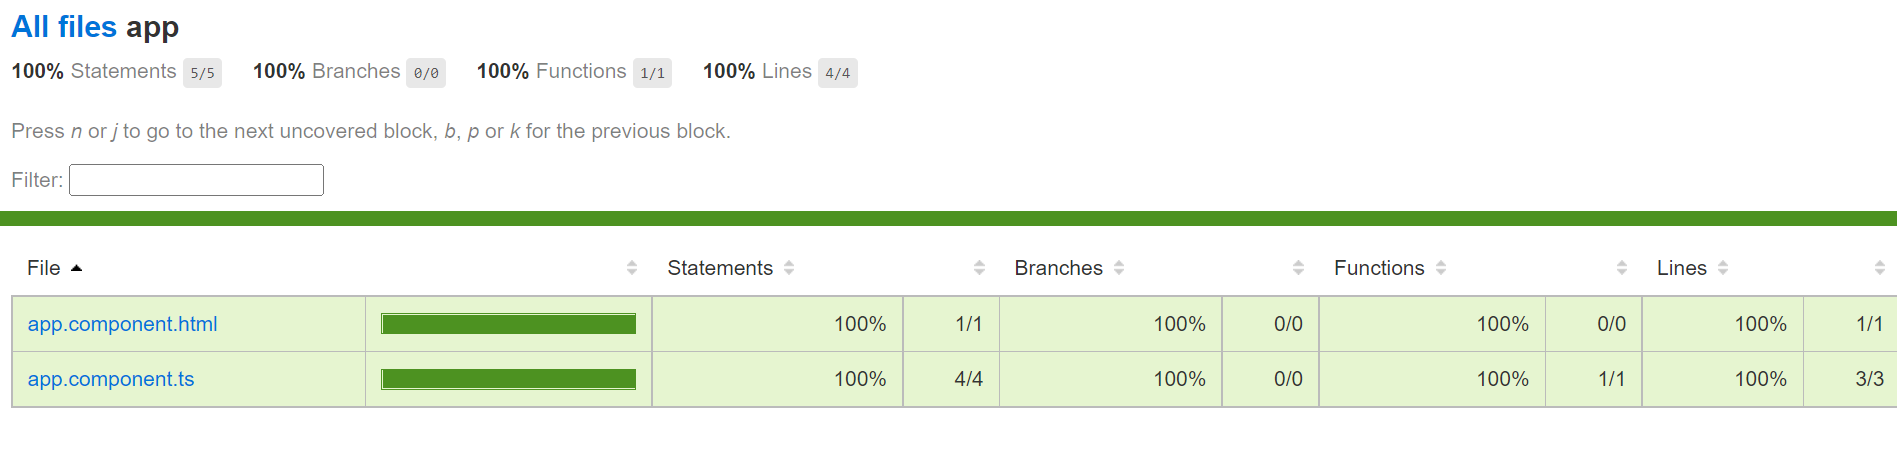 All files app
100% Statements 5/5 100% Branches 0/0 100% Functions 1/1 100% Lines 4/4
Press n or j to go to the next uncovered block, b, p or k for the previous block.
Filter:
File Statements Branches Functions Lines
app.component.html 100% 1/1 100% 0/0 100% 0/0 100% 1/1
app.component.ts 100% 4/4 100% 0/0 100% 1/1 100% 3/3